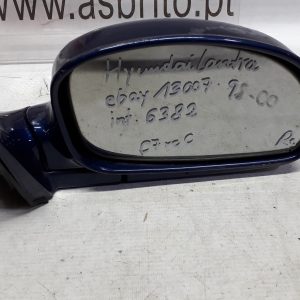 www.asbrito.pt
Hyundai Lantra
ebay 13007. 98-00
int. 6382